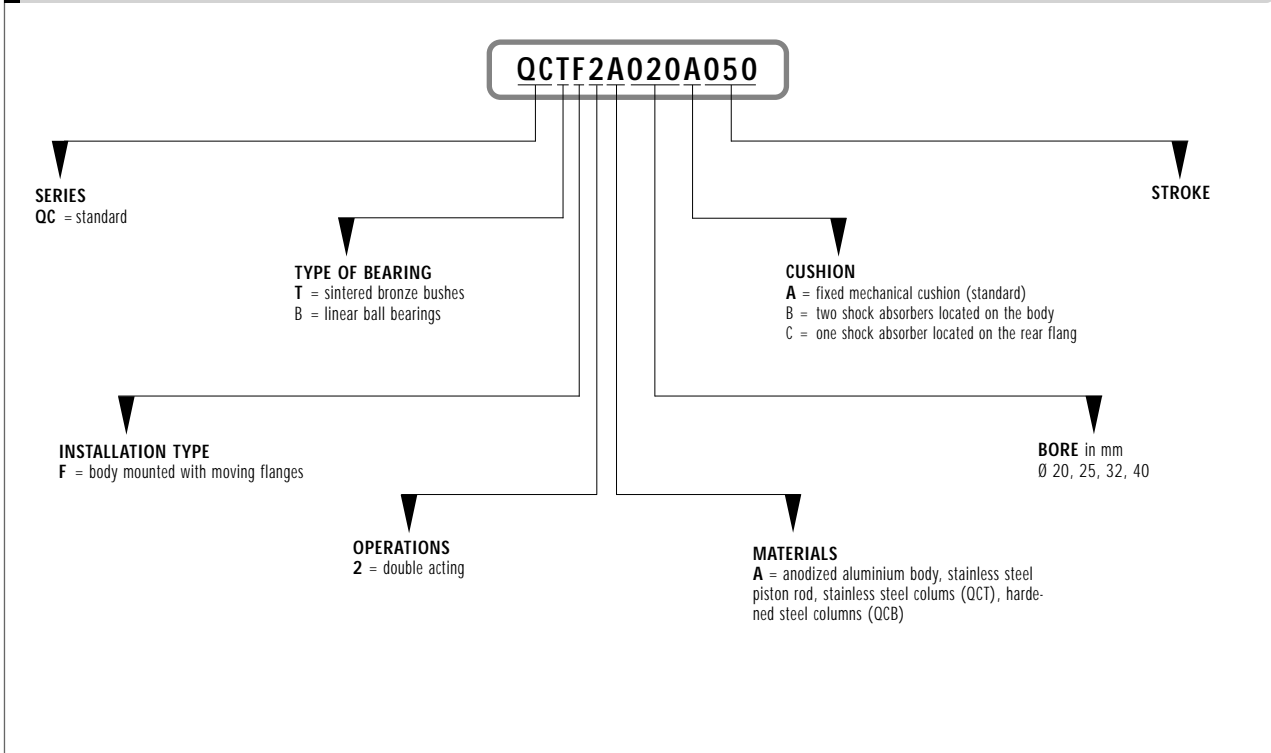 QCTF2A020A050
SERIES
QC = standard
STROKE
TYPE OF BEARING
T = sintered bronze bushes
B = linear ball bearings
CUSHION
A = fixed mechanical cushion (standard)
B = two shock absorbers located on the body
C = one shock absorber located on the rear flang
INSTALLATION TYPE
F = body mounted with moving flanges
BORE in mm
Ø 20, 25, 32, 40
OPERATIONS
2 = double acting
MATERIALS
A = anodized aluminium body, stainless steel
piston rod, stainless steel colums (QCT), harde-
ned steel columns (QCB)